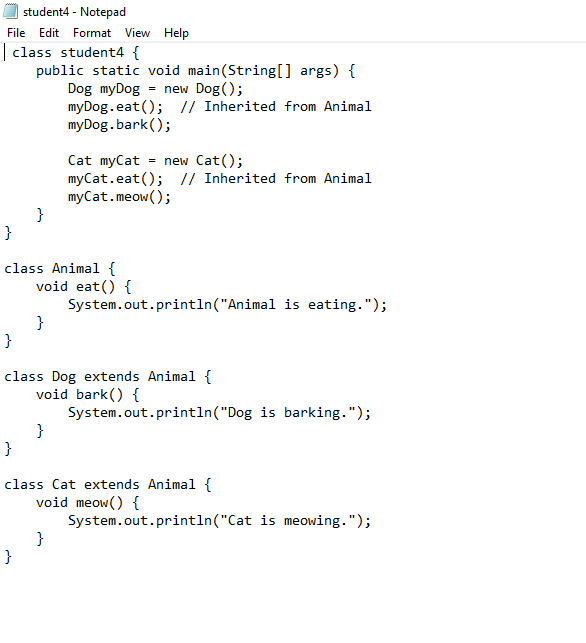 student4 - Notepad
File Edit Format View Help
class student4 {
    public static void main(String[] args) {
        Dog myDog = new Dog();
        myDog.eat();  // Inherited from Animal
        myDog.bark();

        Cat myCat = new Cat();
        myCat.eat();  // Inherited from Animal
        myCat.meow();
    }
}

class Animal {
    void eat() {
        System.out.println("Animal is eating.");
    }
}

class Dog extends Animal {
    void bark() {
        System.out.println("Dog is barking.");
    }
}

class Cat extends Animal {
    void meow() {
        System.out.println("Cat is meowing.");
    }
}